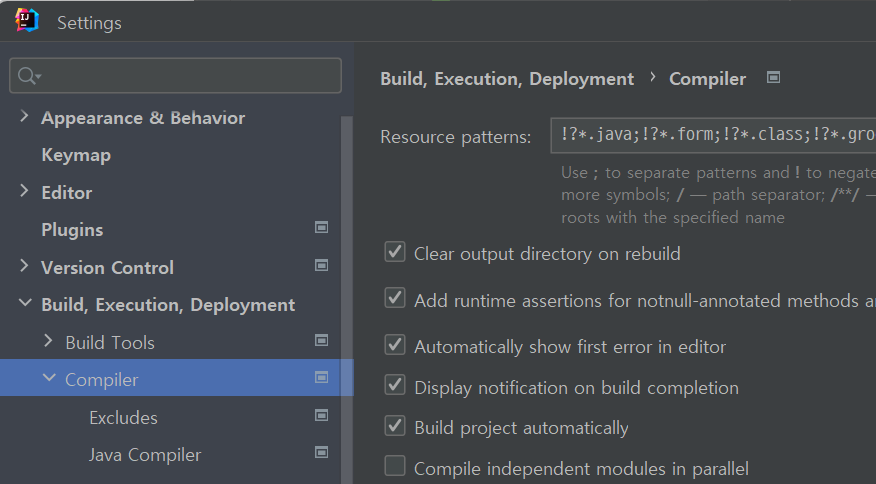 IJ
Settings
Appearance & Behavior
Keymap
Editor
Plugins
Version Control
Build, Execution, Deployment
Build Tools
Compiler
Excludes
Java Compiler
Build, Execution, Deployment › Compiler
Resource patterns: !?*.java;!?*.form;!?*.class;!?*.gro
Use ; to separate patterns and ! to negate
more symbols; / — path separator; /**/ —
roots with the specified name
Clear output directory on rebuild
Add runtime assertions for notnull-annotated methods a
Automatically show first error in editor
Display notification on build completion
Build project automatically
Compile independent modules in parallel